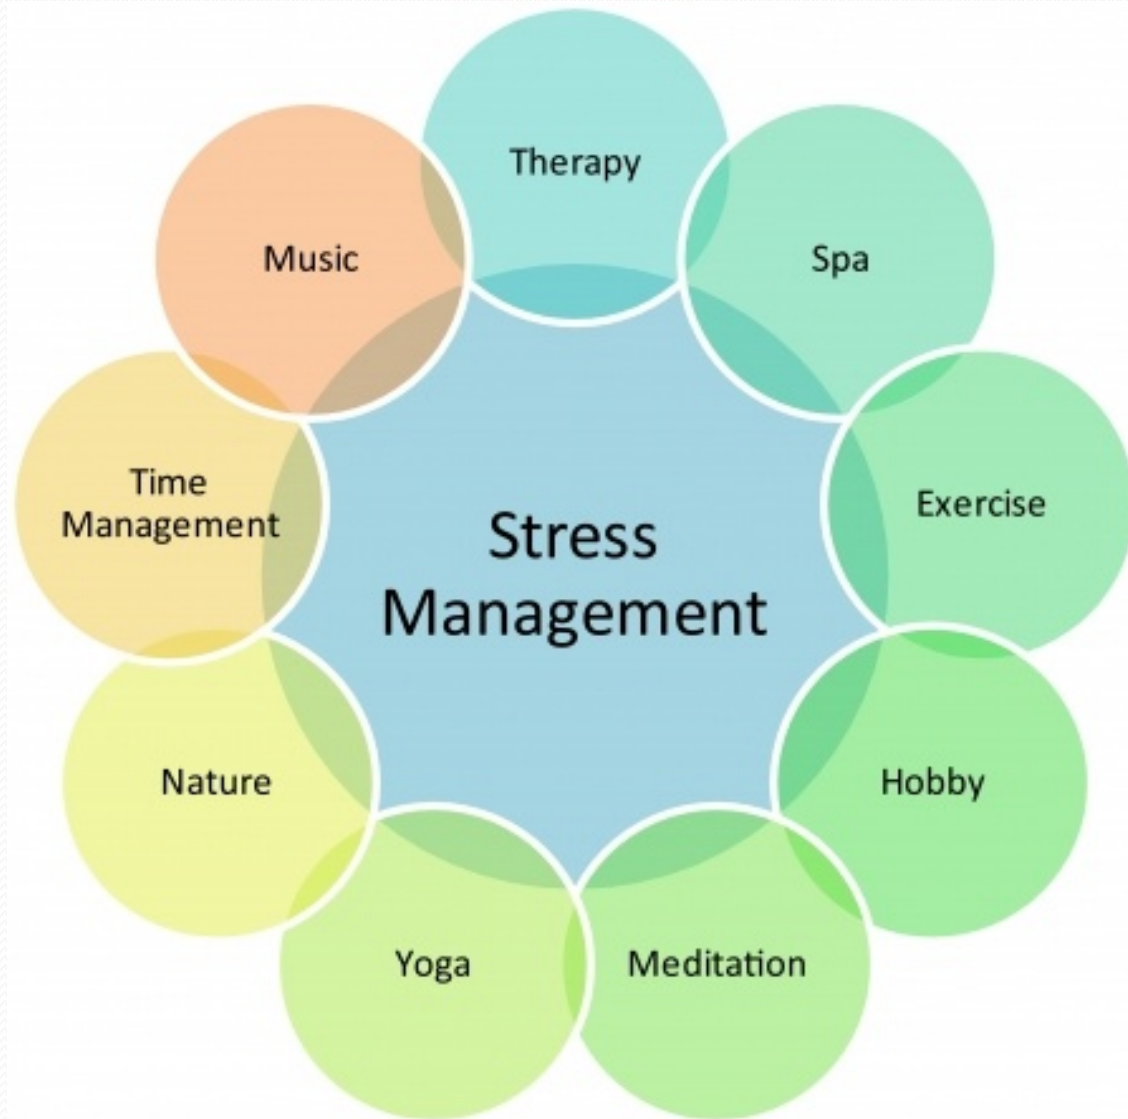 Therapy
Spa
Exercise
Hobby
Meditation
Yoga
Nature
Time
Management
Music
Stress
Management